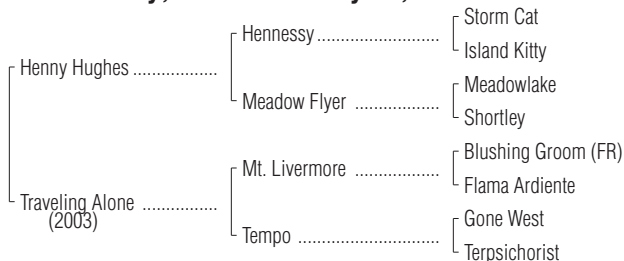 Storm Cat
Hennessy
Island Kitty
Henny Hughes
Meadowlake
Meadow Flyer
Shortley
Blushing Groom (FR)
Mt. Livermore
Flama Ardiente
Traveling Alone
(2003)
Gone West
Tempo
Terpsichorist